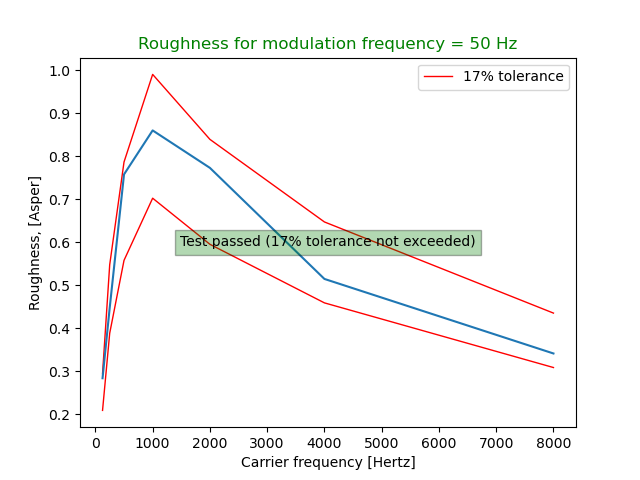 Roughness for modulation frequency = 50 Hz
17% tolerance
Roughness, [Asper]
1.0
0.9
0.8
0.7
0.6
0.5
0.4
0.3
0.2
Test passed (17% tolerance not exceeded)
0 1000 2000 3000 4000 5000 6000 7000 8000
Carrier frequency [Hertz]